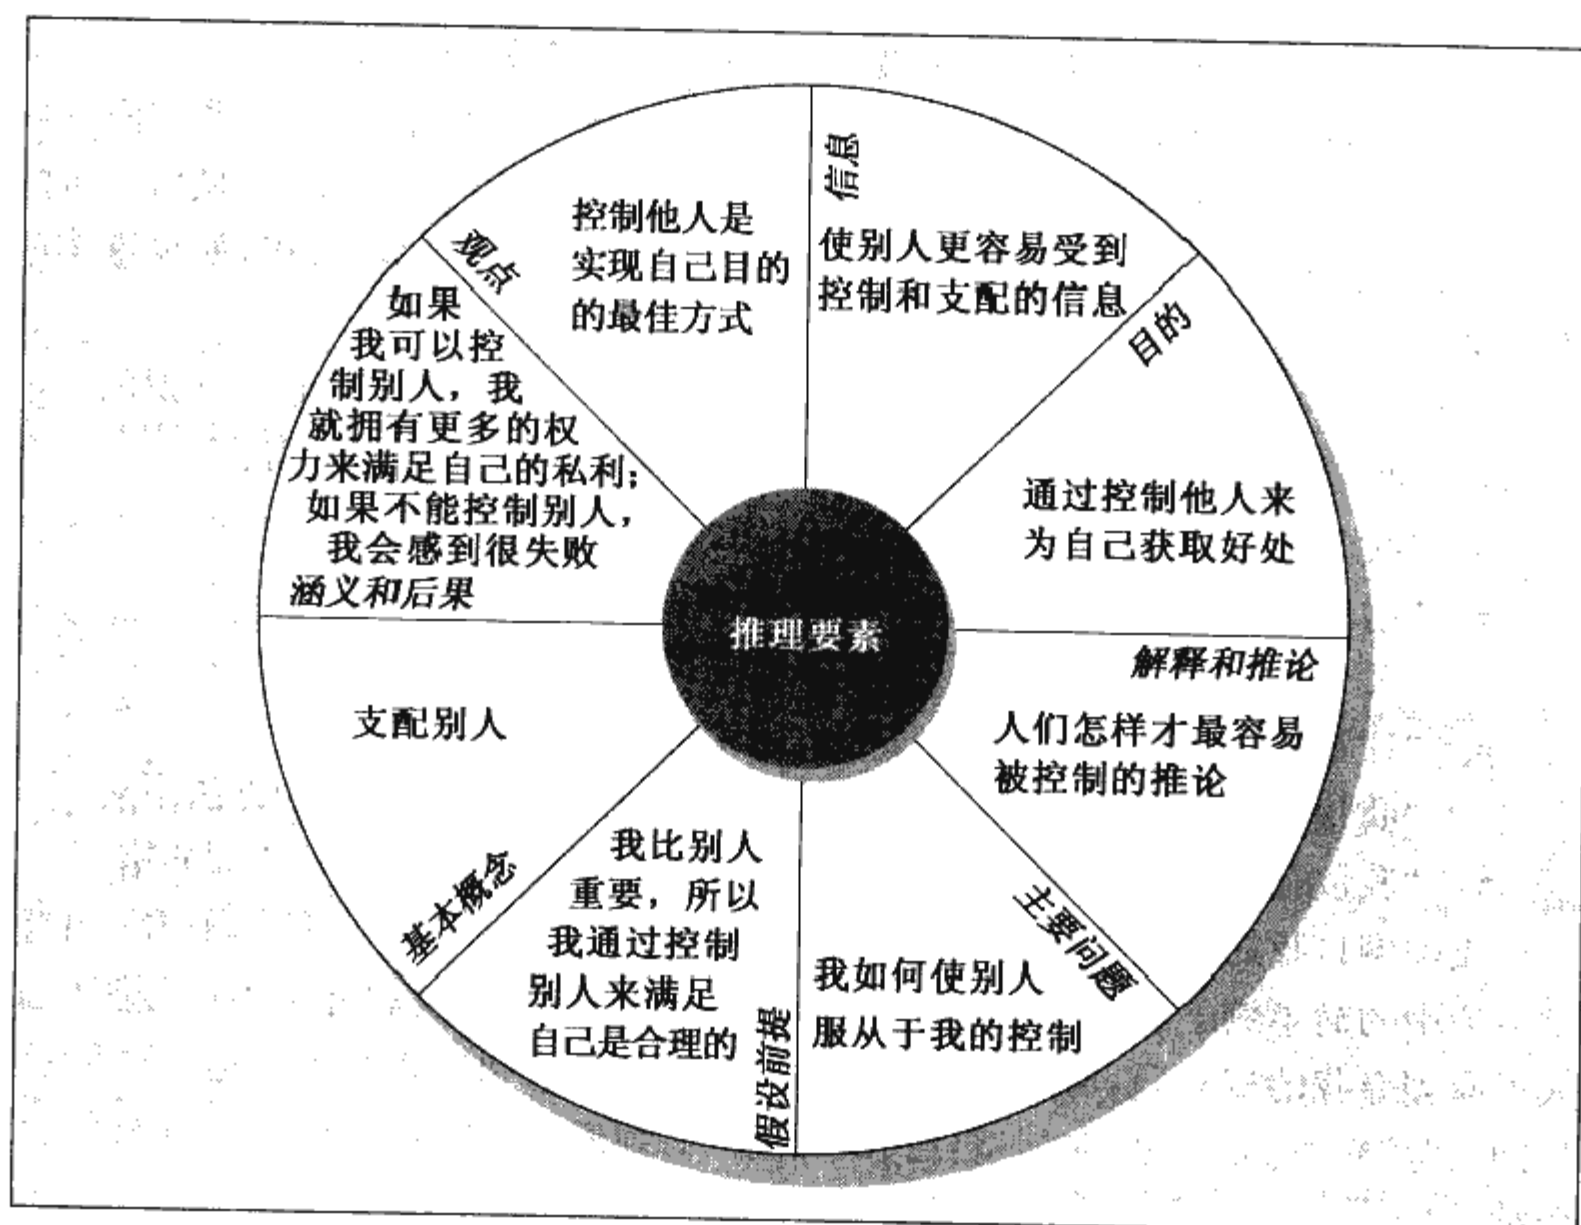 信息
使别人更容易受到
控制和支配的信息
目的
通过控制他人来
为自己获取好处
解释和推论
人们怎样才最容易
被控制的推论
主要问题
我如何使别人
服从于我的控制
假设前提
我比别人
重要，所以
我通过控制
别人来满足
自己是合理的
基本概念
支配别人
涵义和后果
如果
我可以控
制别人，我
就拥有更多的权
力来满足自己的私利；
如果不能控制别人，
我会感到很失败
观点
控制他人是
实现自己目的
的最佳方式
推理要素